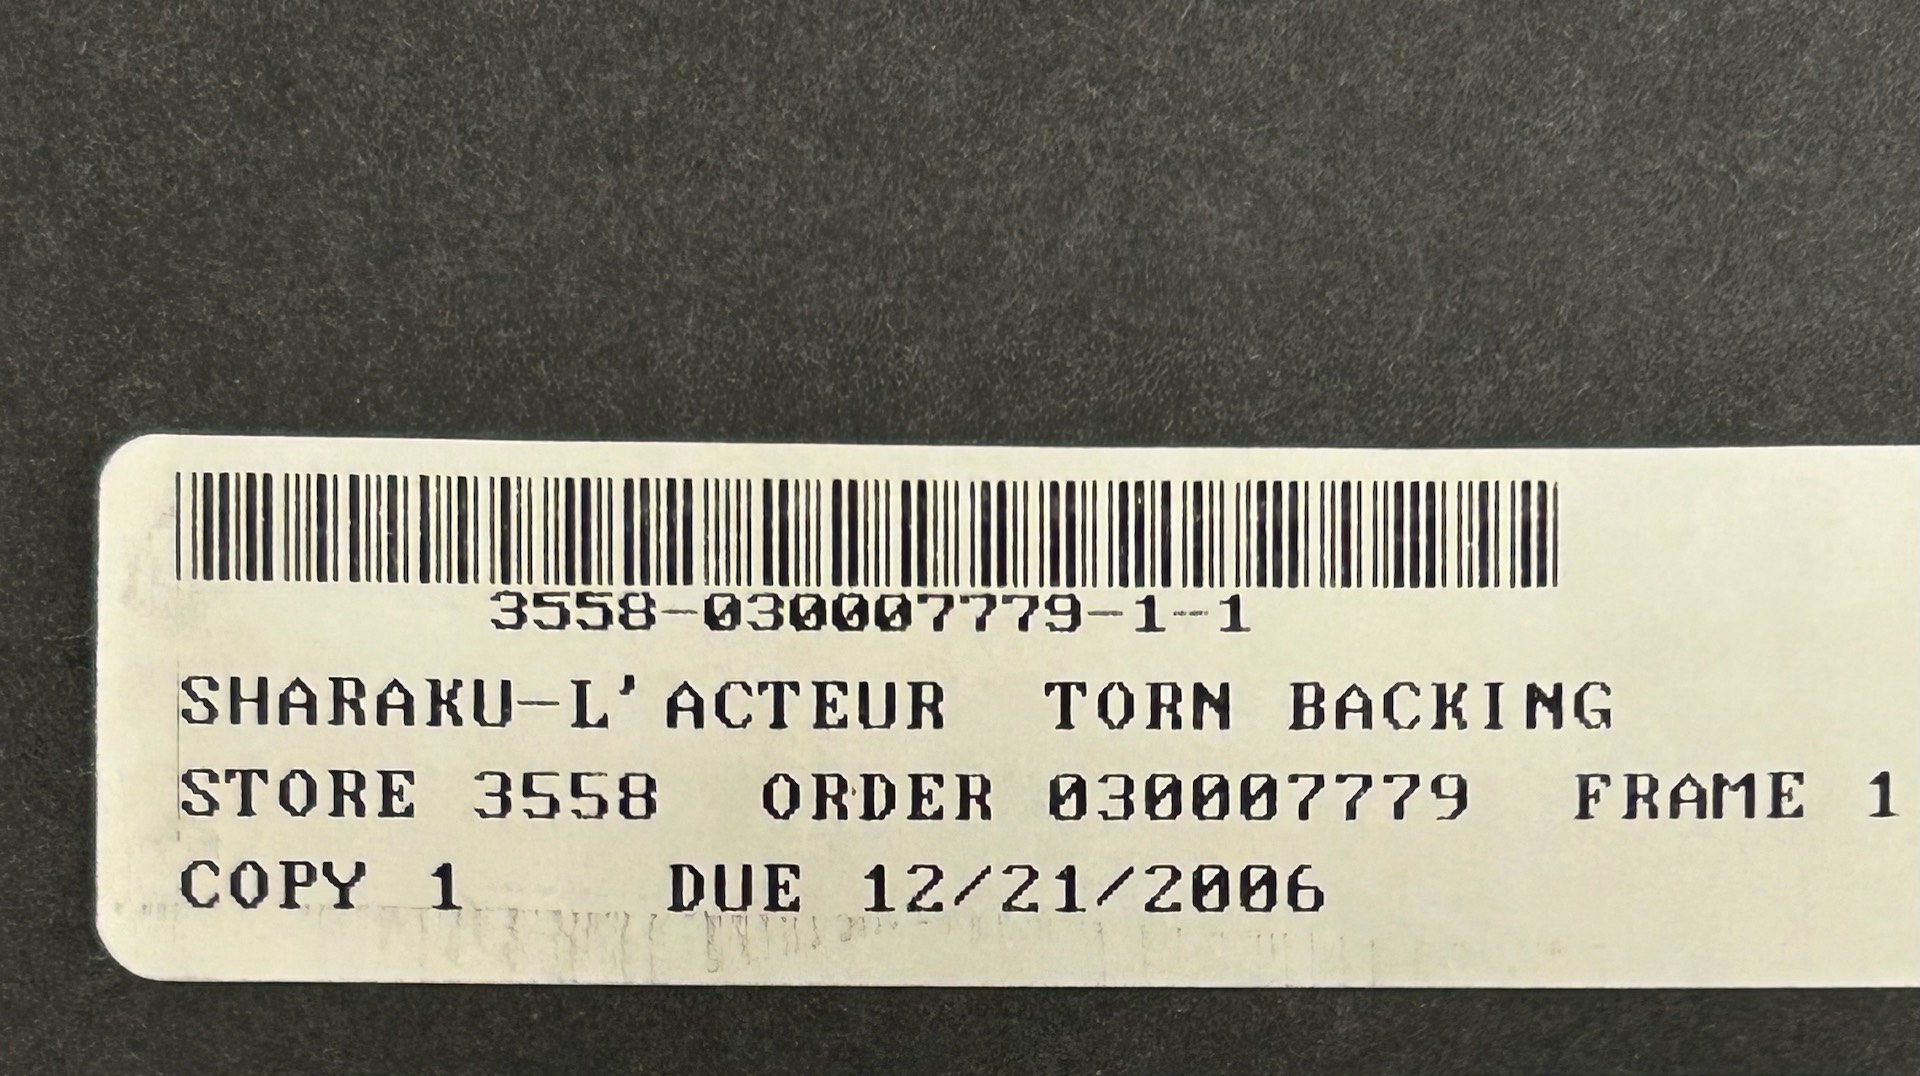 3558-030007779-1-1
SHARAKU-L'ACTEUR TORN BACKING
STORE 3558 ORDER 030007779 FRAME 1
COPY 1 DUE 12/21/2006